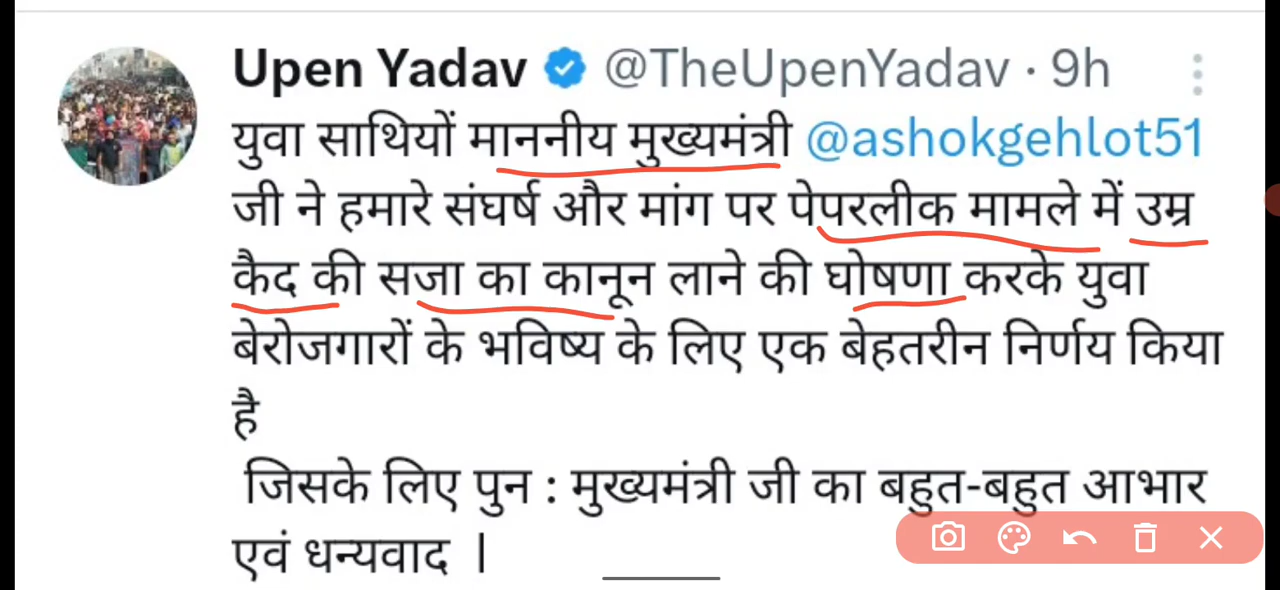 Upen Yadav @TheUpenYadav · 9h
युवा साथियों माननीय मुख्यमंत्री @ashokgehlot51
जी ने हमारे संघर्ष और मांग पर पेपरलीक मामले में उम्र
कैद की सजा का कानून लाने की घोषणा करके युवा
बेरोजगारों के भविष्य के लिए एक बेहतरीन निर्णय किया
है
जिसके लिए पुन : मुख्यमंत्री जी का बहुत-बहुत आभार
एवं धन्यवाद ।